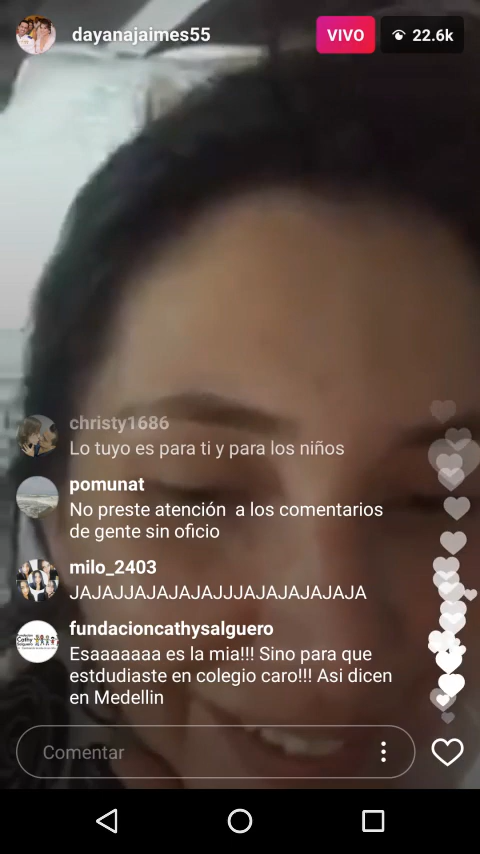 dayanajaimes55
VIVO
22.6k
christy1686
Lo tuyo es para ti y para los niños
pomunat
No preste atención a los comentarios
de gente sin oficio
milo_2403
JAJAJJAJAJAJAJJJAJAJAJAJAJA
fundacioncathysalguero
Esaaaaaaa es la mia!!! Sino para que
estdudiaste en colegio caro!!! Asi dicen
en Medellin
Comentar